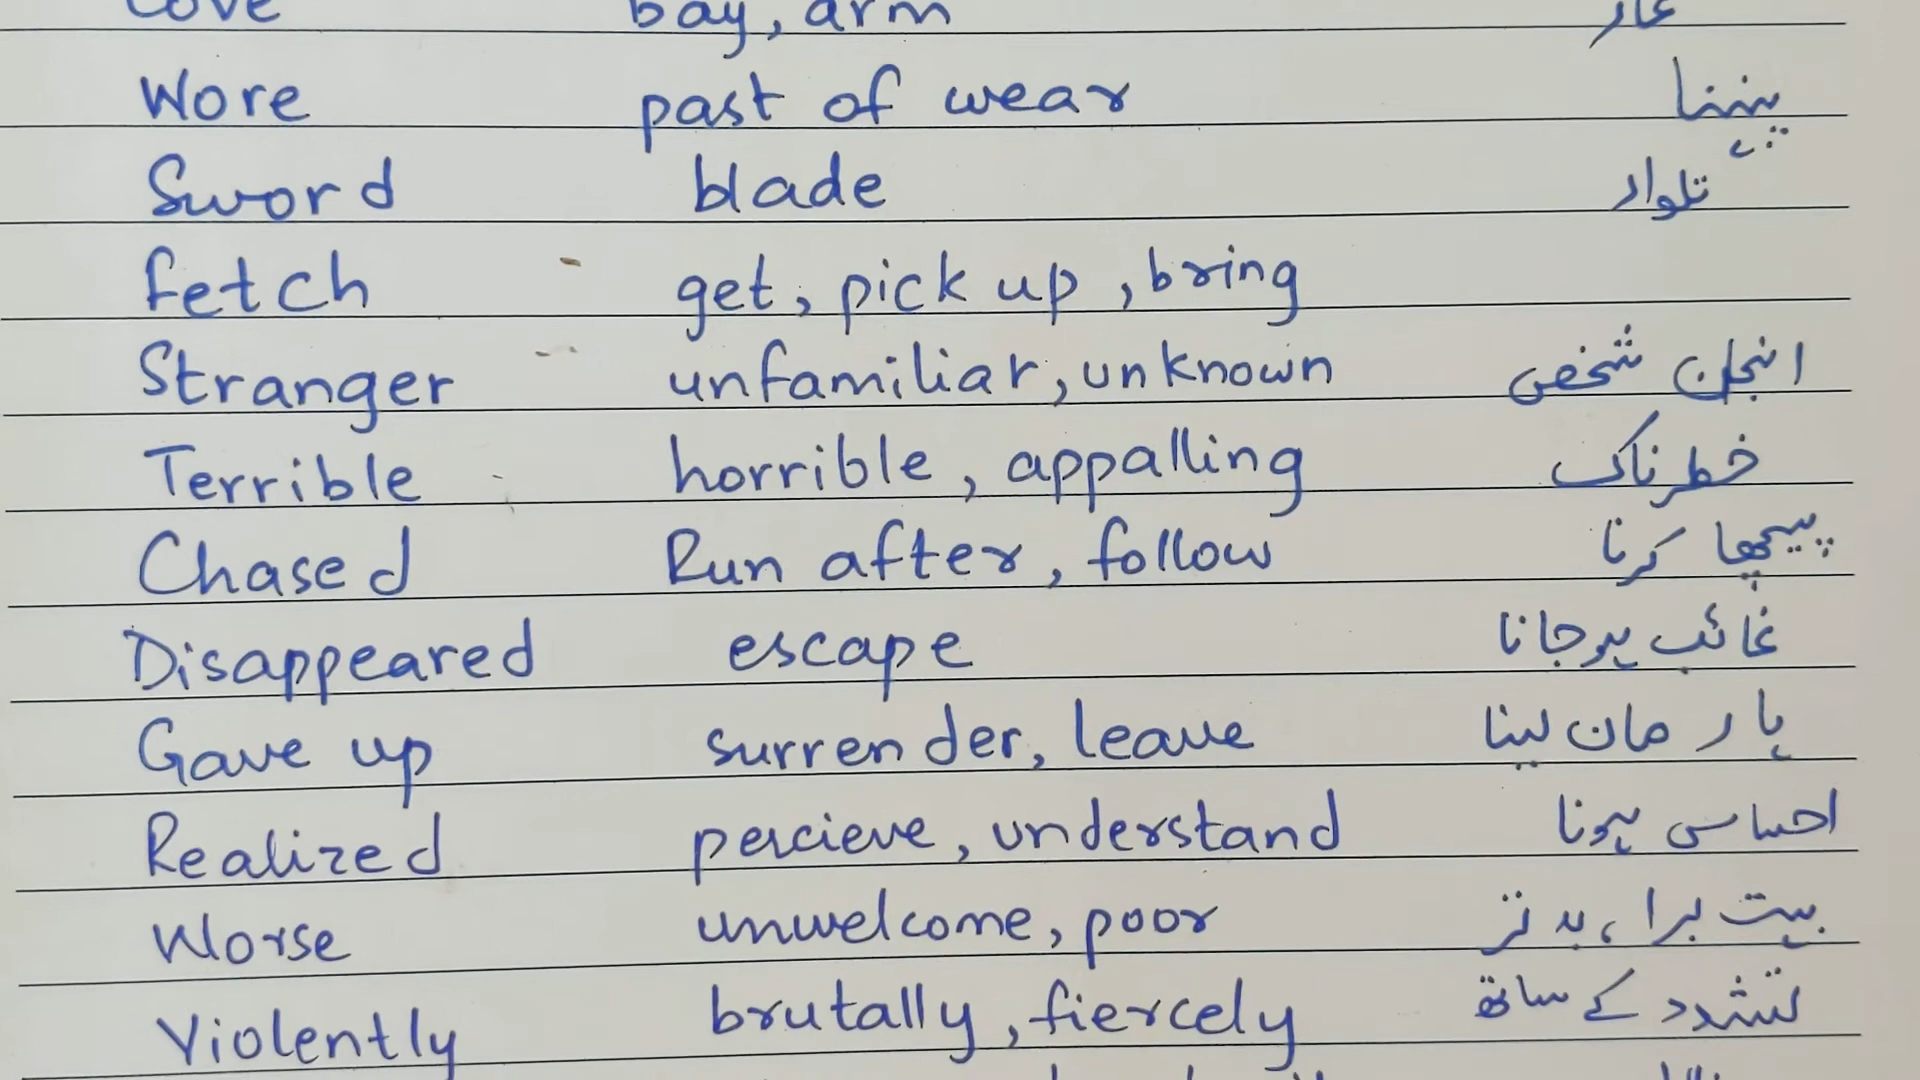 Cove bay, arm غار
Wore past of wear پہننا
Sword blade تلوار
fetch get, pick up, bring
Stranger unfamiliar, unknown انجان شخص
Terrible horrible, appalling خطرناک
Chased Run after, follow پیچھا کرنا
Disappeared escape غائب ہوجانا
Gave up surrender, leave ہار مان لینا
Realized percieve, understand احساس ہونا
Worse unwelcome, poor بہت برا، بدتر
Violently brutally, fiercely تشدد کے ساتھ